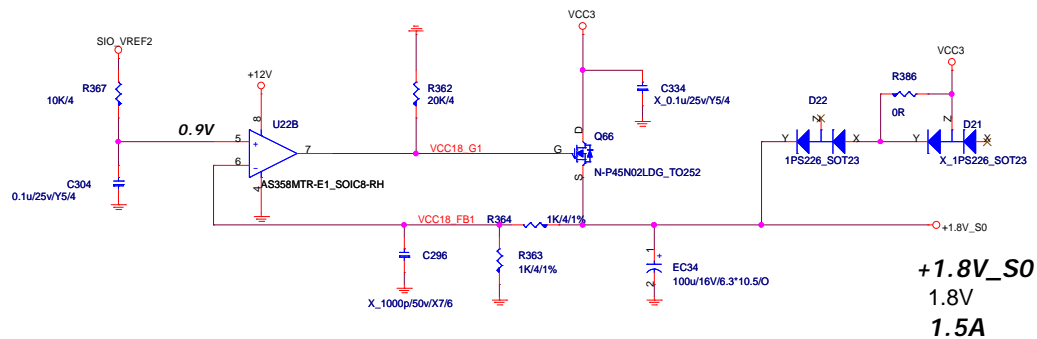 VCC3
SIO_VREF2
VCC3
+12V
R367
10K/4
R362
20K/4
C334
X_0.1u/25v/Y5/4
R386
0R
D22
Z
Z
D21
0.9V
8
U22B
D
Q66
5
+
7
VCC18_G1
G
Y
X
Y
X
6
-
1PS226_SOT23
X_1PS226_SOT23
N-P45N02LDG_TO252
S
4
AS358MTR-E1_SOIC8-RH
C304
0.1u/25v/Y5/4
VCC18_FB1
R364
1K/4/1%
+1.8V_S0
C296
R363
1K/4/1%
1
+
EC34
100u/16V/6.3*10.5/O
2
X_1000p/50v/X7/6
+1.8V_S0
1.8V
1.5A